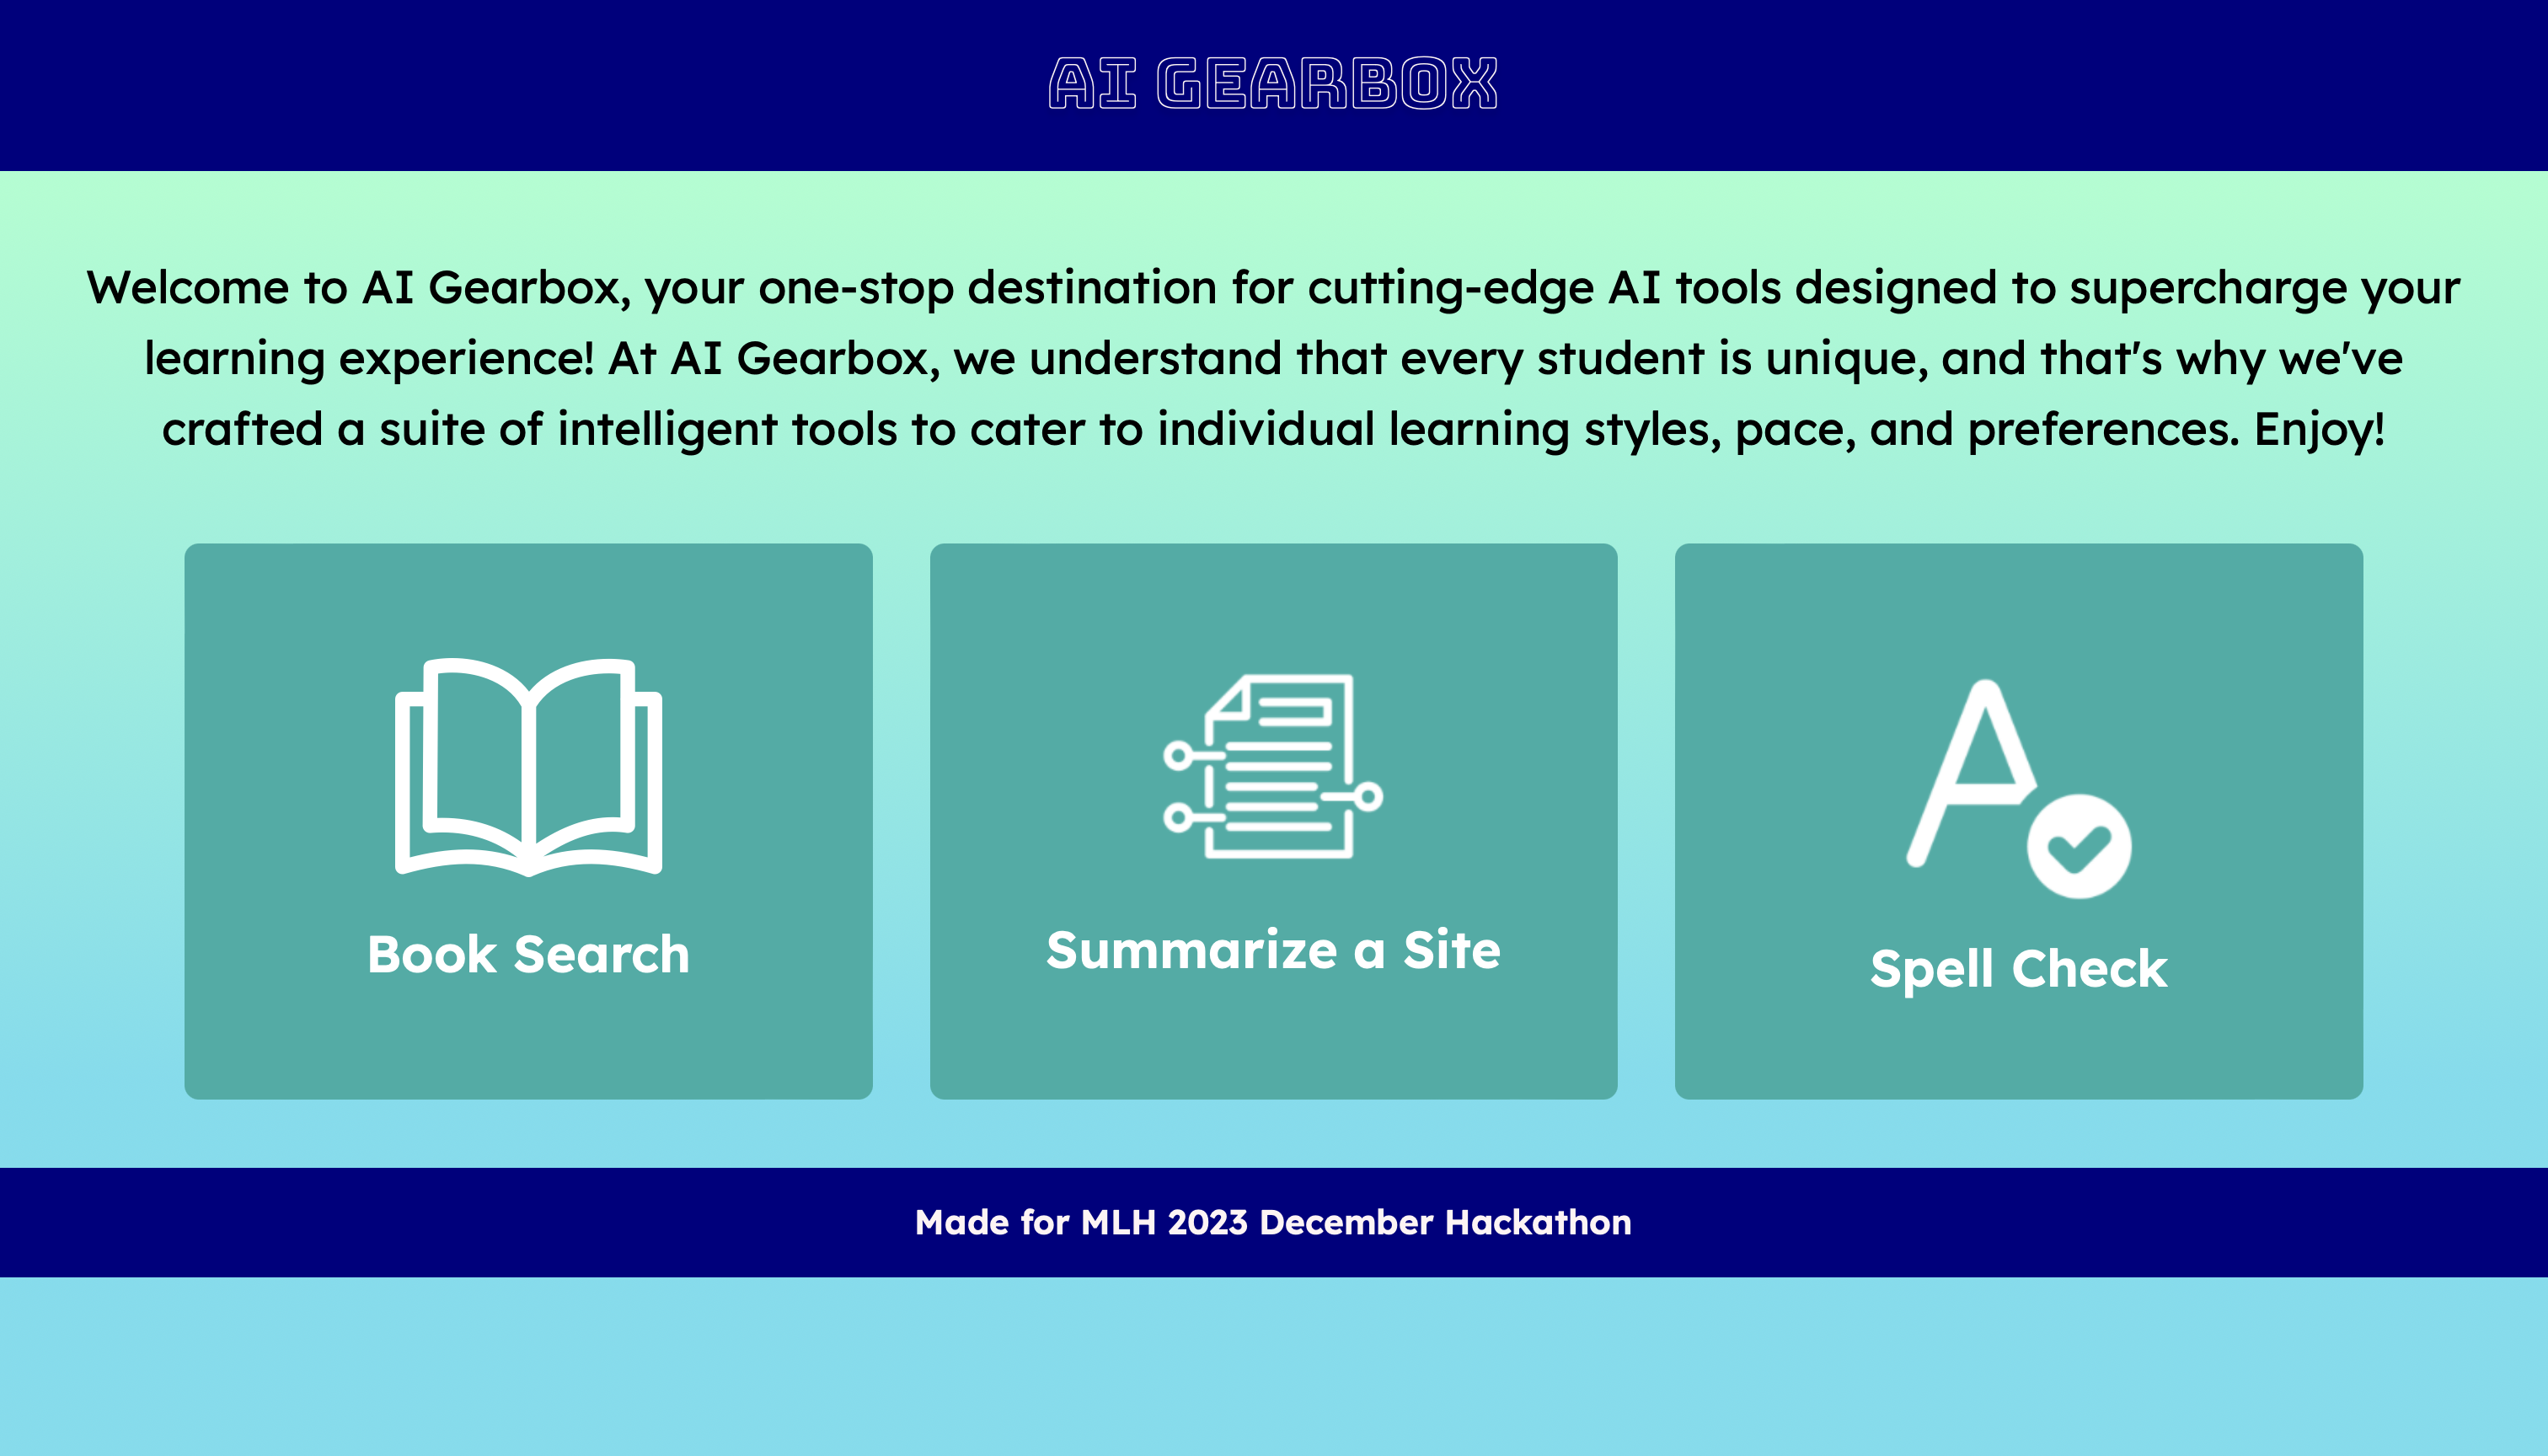 AI GEARBOX
Welcome to AI Gearbox, your one-stop destination for cutting-edge AI tools designed to supercharge your
learning experience! At AI Gearbox, we understand that every student is unique, and that's why we've
crafted a suite of intelligent tools to cater to individual learning styles, pace, and preferences. Enjoy!
Book Search
Summarize a Site
Spell Check
Made for MLH 2023 December Hackathon